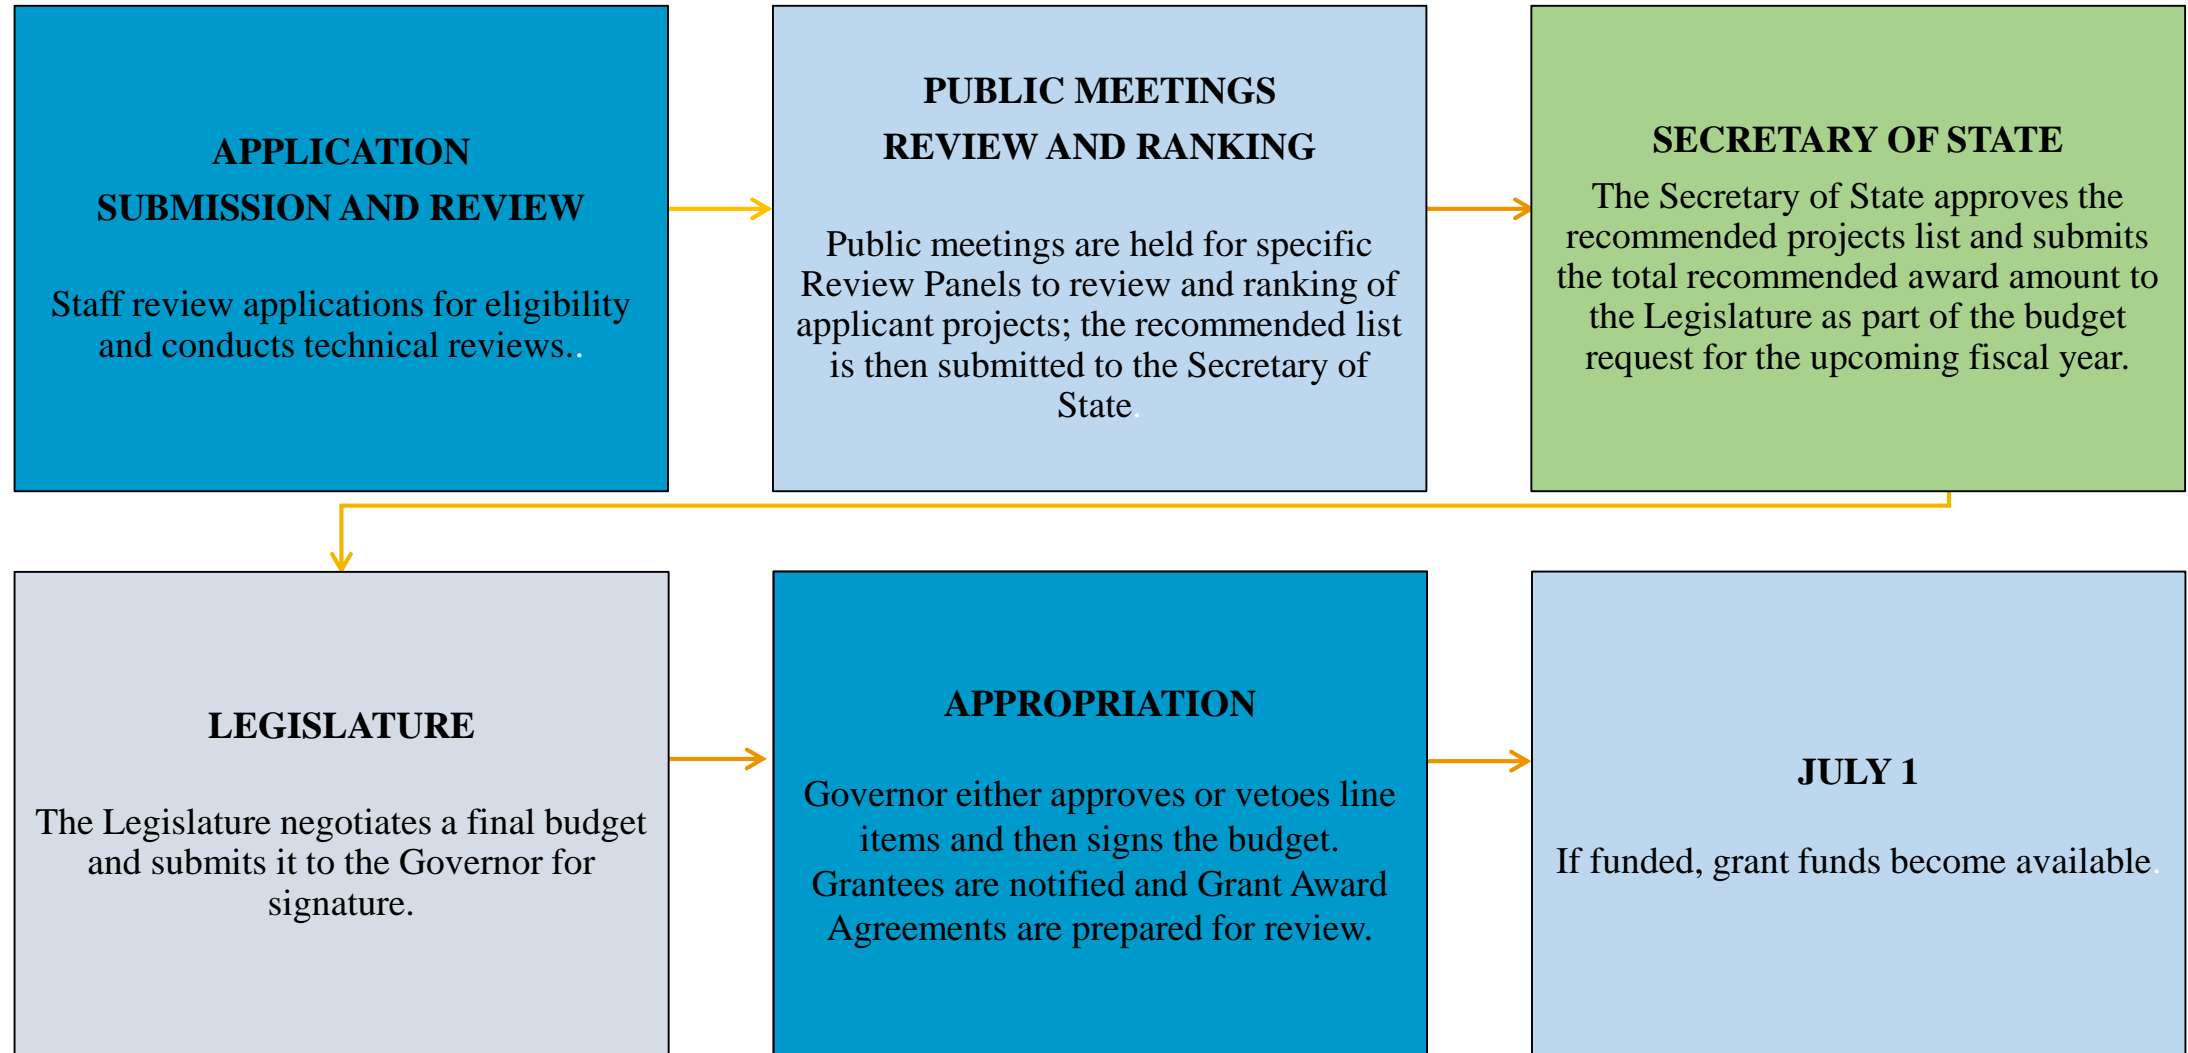 APPLICATION
SUBMISSION AND REVIEW
Staff review applications for eligibility
and conducts technical reviews..
PUBLIC MEETINGS
REVIEW AND RANKING
Public meetings are held for specific
Review Panels to review and ranking of
applicant projects; the recommended list
is then submitted to the Secretary of
State.
SECRETARY OF STATE
The Secretary of State approves the
recommended projects list and submits
the total recommended award amount to
the Legislature as part of the budget
request for the upcoming fiscal year.
LEGISLATURE
The Legislature negotiates a final budget
and submits it to the Governor for
signature.
APPROPRIATION
Governor either approves or vetoes line
items and then signs the budget.
Grantees are notified and Grant Award
Agreements are prepared for review.
JULY 1
If funded, grant funds become available.